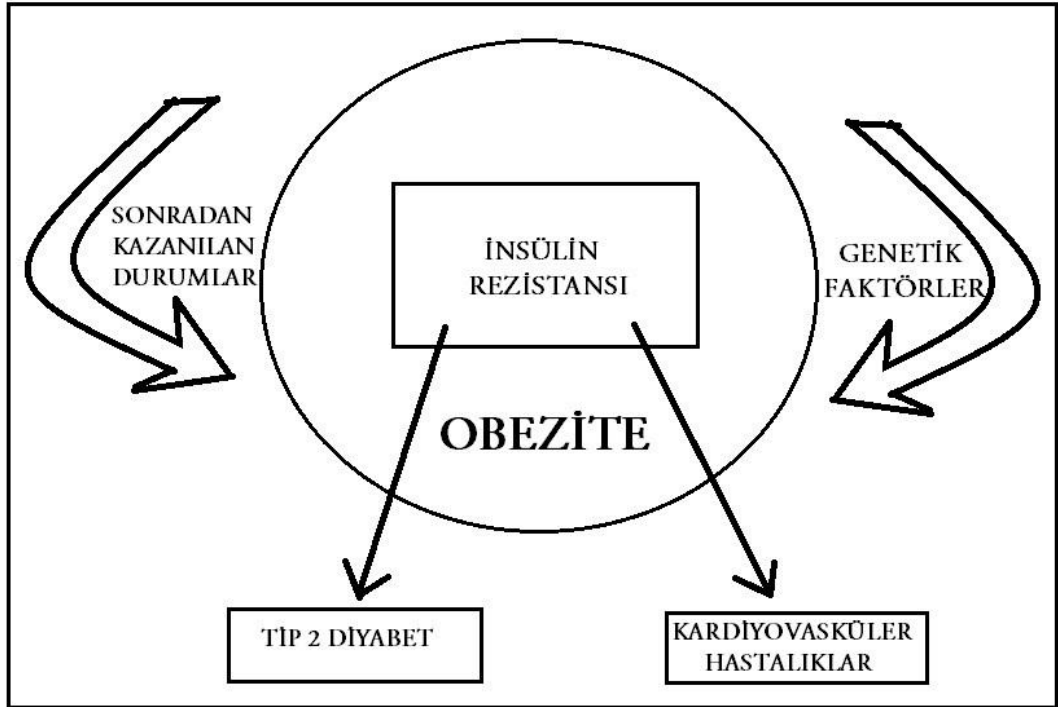 SONRADAN
KAZANILAN
DURUMLAR
İNSÜLİN
REZİSTANSI
GENETİK
FAKTÖRLER
OBEZİTE
TİP 2 DİYABET
KARDİYOVASKÜLER
HASTALIKLAR